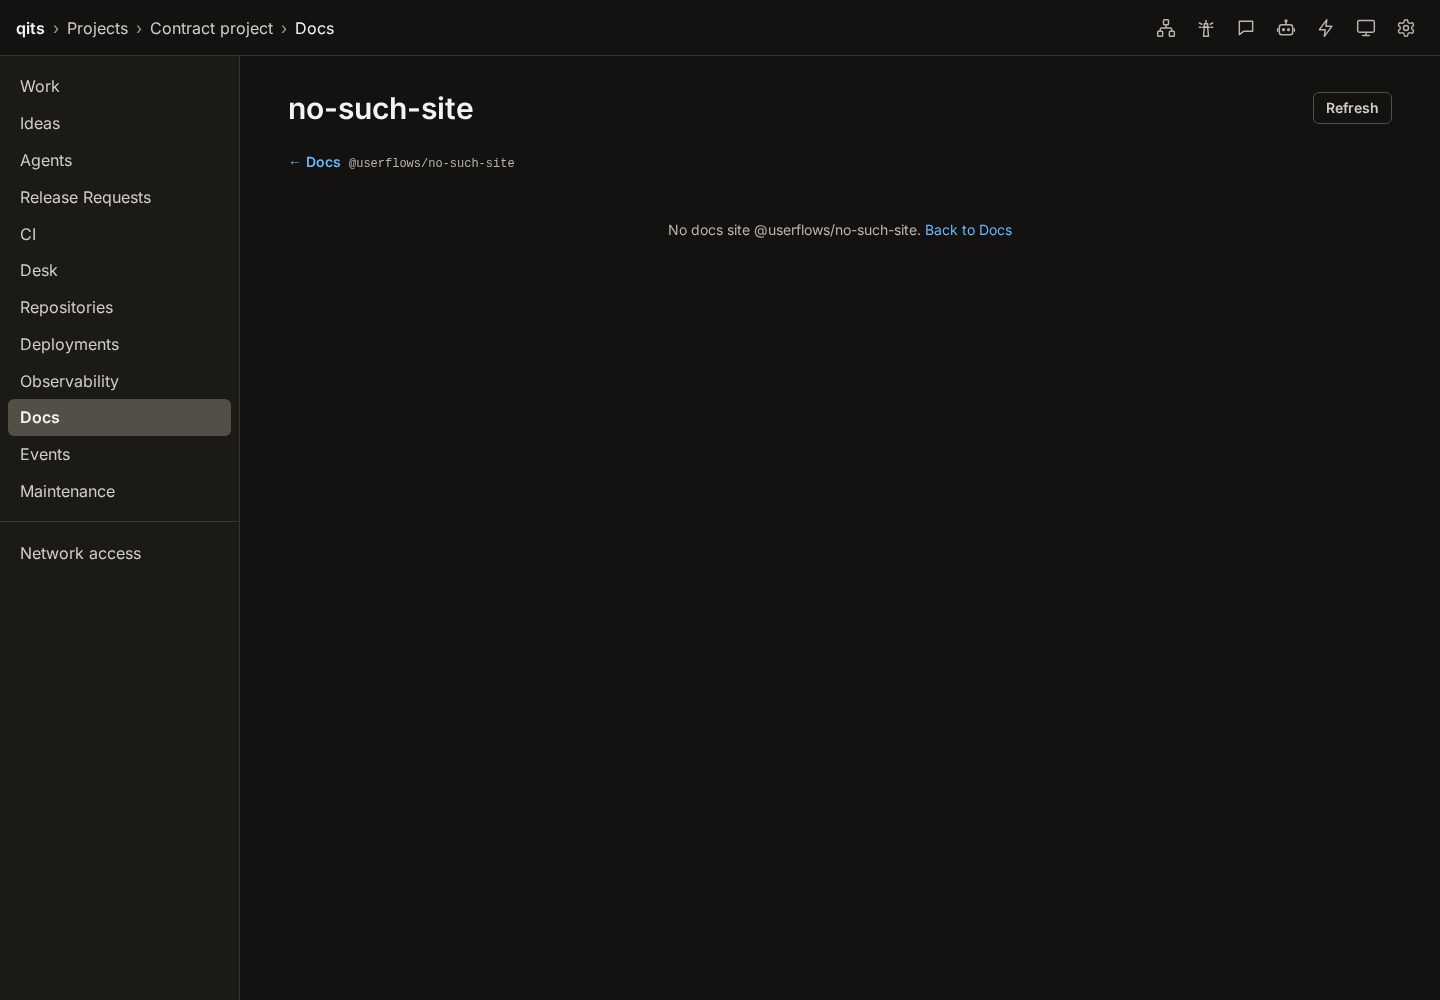 qits › Projects › Contract project › Docs
Work
Ideas
Agents
Release Requests
CI
Desk
Repositories
Deployments
Observability
Docs
Events
Maintenance
Network access
no-such-site
Refresh
← Docs @userflows/no-such-site
No docs site @userflows/no-such-site. Back to Docs